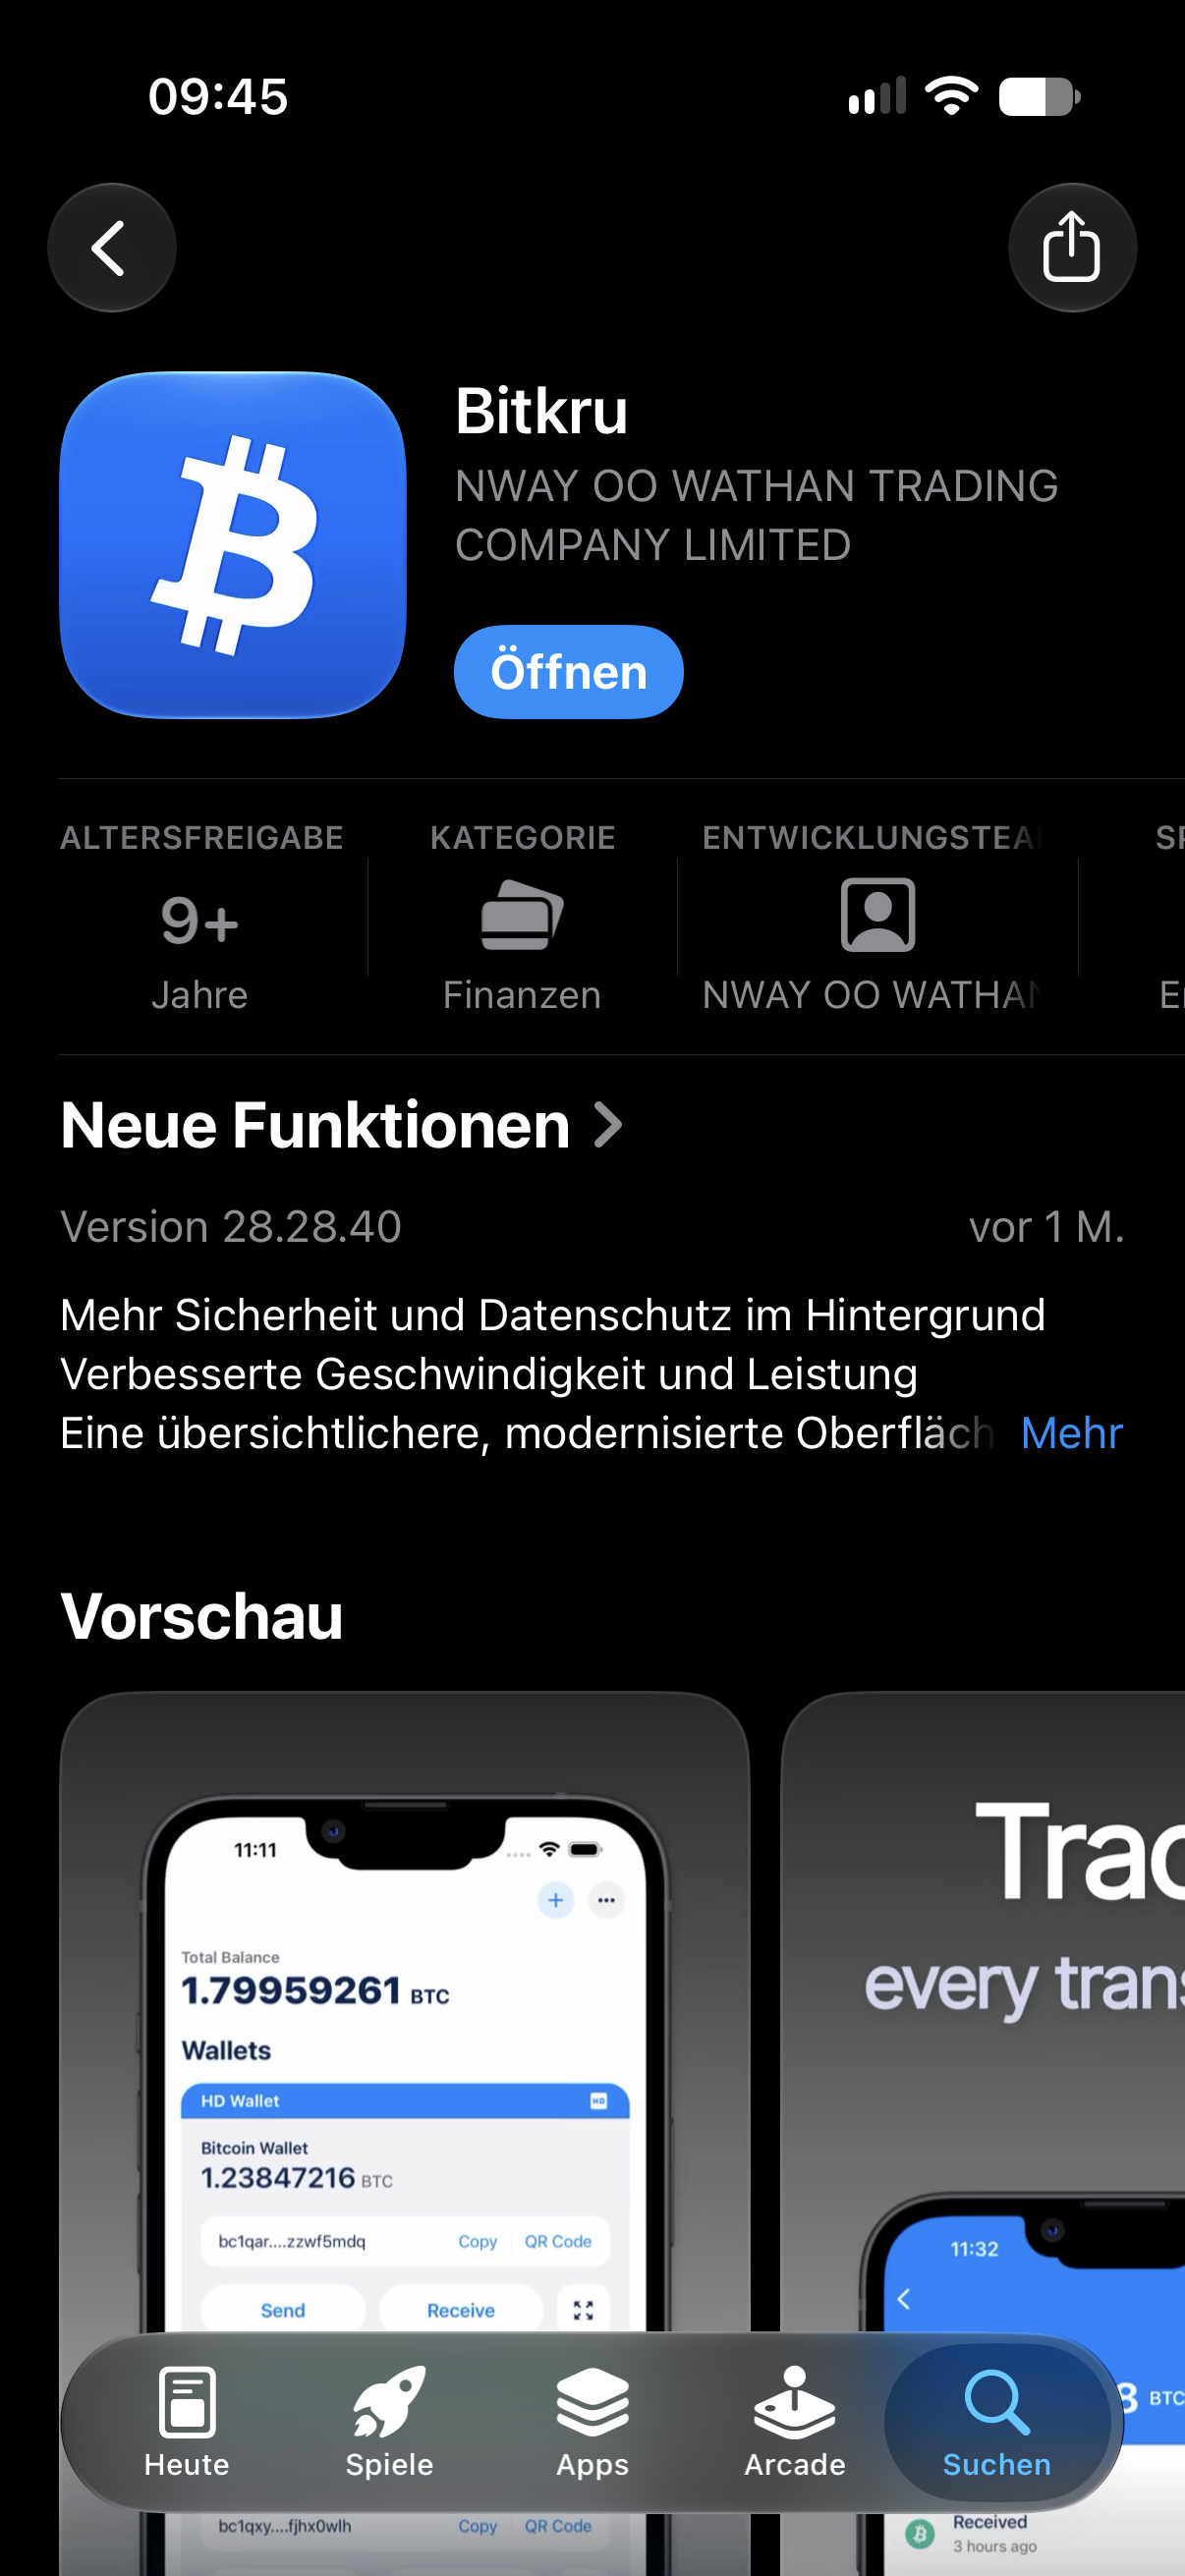 09:45
Bitkru
NWAY OO WATHAN TRADING
COMPANY LIMITED
Öffnen
ALTERSFREIGABE
9+
Jahre
KATEGORIE
Finanzen
ENTWICKLUNGSTEA
NWAY OO WATHAN
Neue Funktionen
Version 28.28.40
vor 1 M.
Mehr Sicherheit und Datenschutz im Hintergrund
Verbesserte Geschwindigkeit und Leistung
Eine übersichtlichere, modernisierte Oberfläch Mehr
Vorschau
11:11
Total Balance
1.79959261 BTC
Wallets
HD Wallet
HD
Bitcoin Wallet
1.23847216 BTC
bc1qar....zzwf5mdq Copy QR Code
Send Receive
bc1qxy....fjhx0wlh Copy QR Code
Trac
every trans
11:32
8 BTC
Received
3 hours ago
Heute
Spiele
Apps
Arcade
Suchen